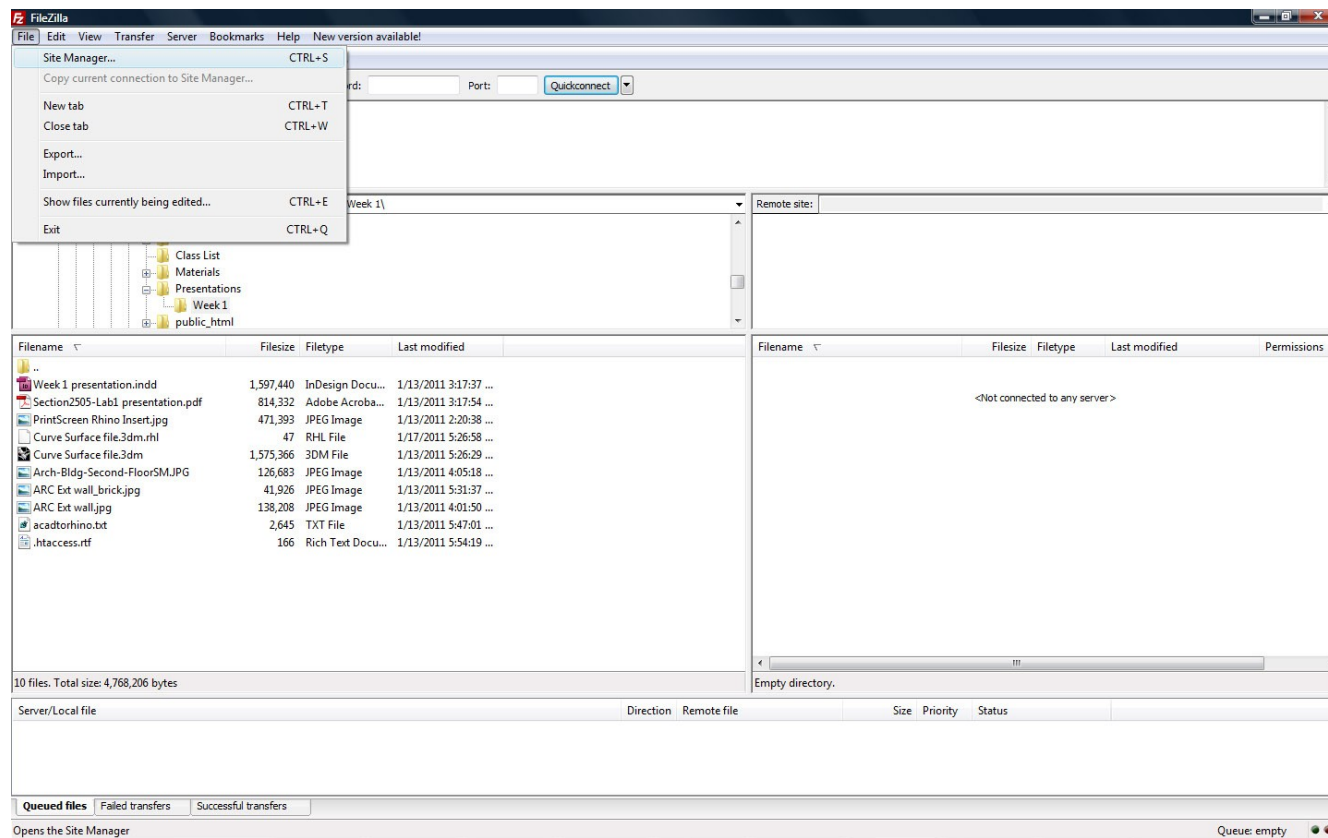 FileZilla
File Edit View Transfer Server Bookmarks Help New version available!
Site Manager... CTRL+S
Copy current connection to Site Manager...
rd: Port: Quickconnect
New tab CTRL+T
Close tab CTRL+W
Export...
Import...
Show files currently being edited... CTRL+E
Week 1\ Remote site:
Exit CTRL+Q
Class List
Materials
Presentations
Week 1
public_html
Filename Filesize Filetype Last modified Filename Filesize Filetype Last modified Permissions
..
Week 1 presentation.indd 1,597,440 InDesign Docu... 1/13/2011 3:17:37 ...
Section2505-Lab1 presentation.pdf 814,332 Adobe Acroba... 1/13/2011 3:17:54 ...
<Not connected to any server>
PrintScreen Rhino Insert.jpg 471,393 JPEG Image 1/13/2011 2:20:38 ...
Curve Surface file.3dm.rhl 47 RHL File 1/17/2011 5:26:58 ...
Curve Surface file.3dm 1,575,366 3DM File 1/13/2011 5:26:29 ...
Arch-Bldg-Second-FloorSM.JPG 126,683 JPEG Image 1/13/2011 4:05:18 ...
ARC Ext wall_brick.jpg 41,926 JPEG Image 1/13/2011 5:31:37 ...
ARC Ext wall.jpg 138,208 JPEG Image 1/13/2011 4:01:50 ...
acadtorhino.txt 2,645 TXT File 1/13/2011 5:47:01 ...
.htaccess.rtf 166 Rich Text Docu... 1/13/2011 5:54:19 ...
10 files. Total size: 4,768,206 bytes Empty directory.
Server/Local file Direction Remote file Size Priority Status
Queued files Failed transfers Successful transfers
Opens the Site Manager Queue: empty